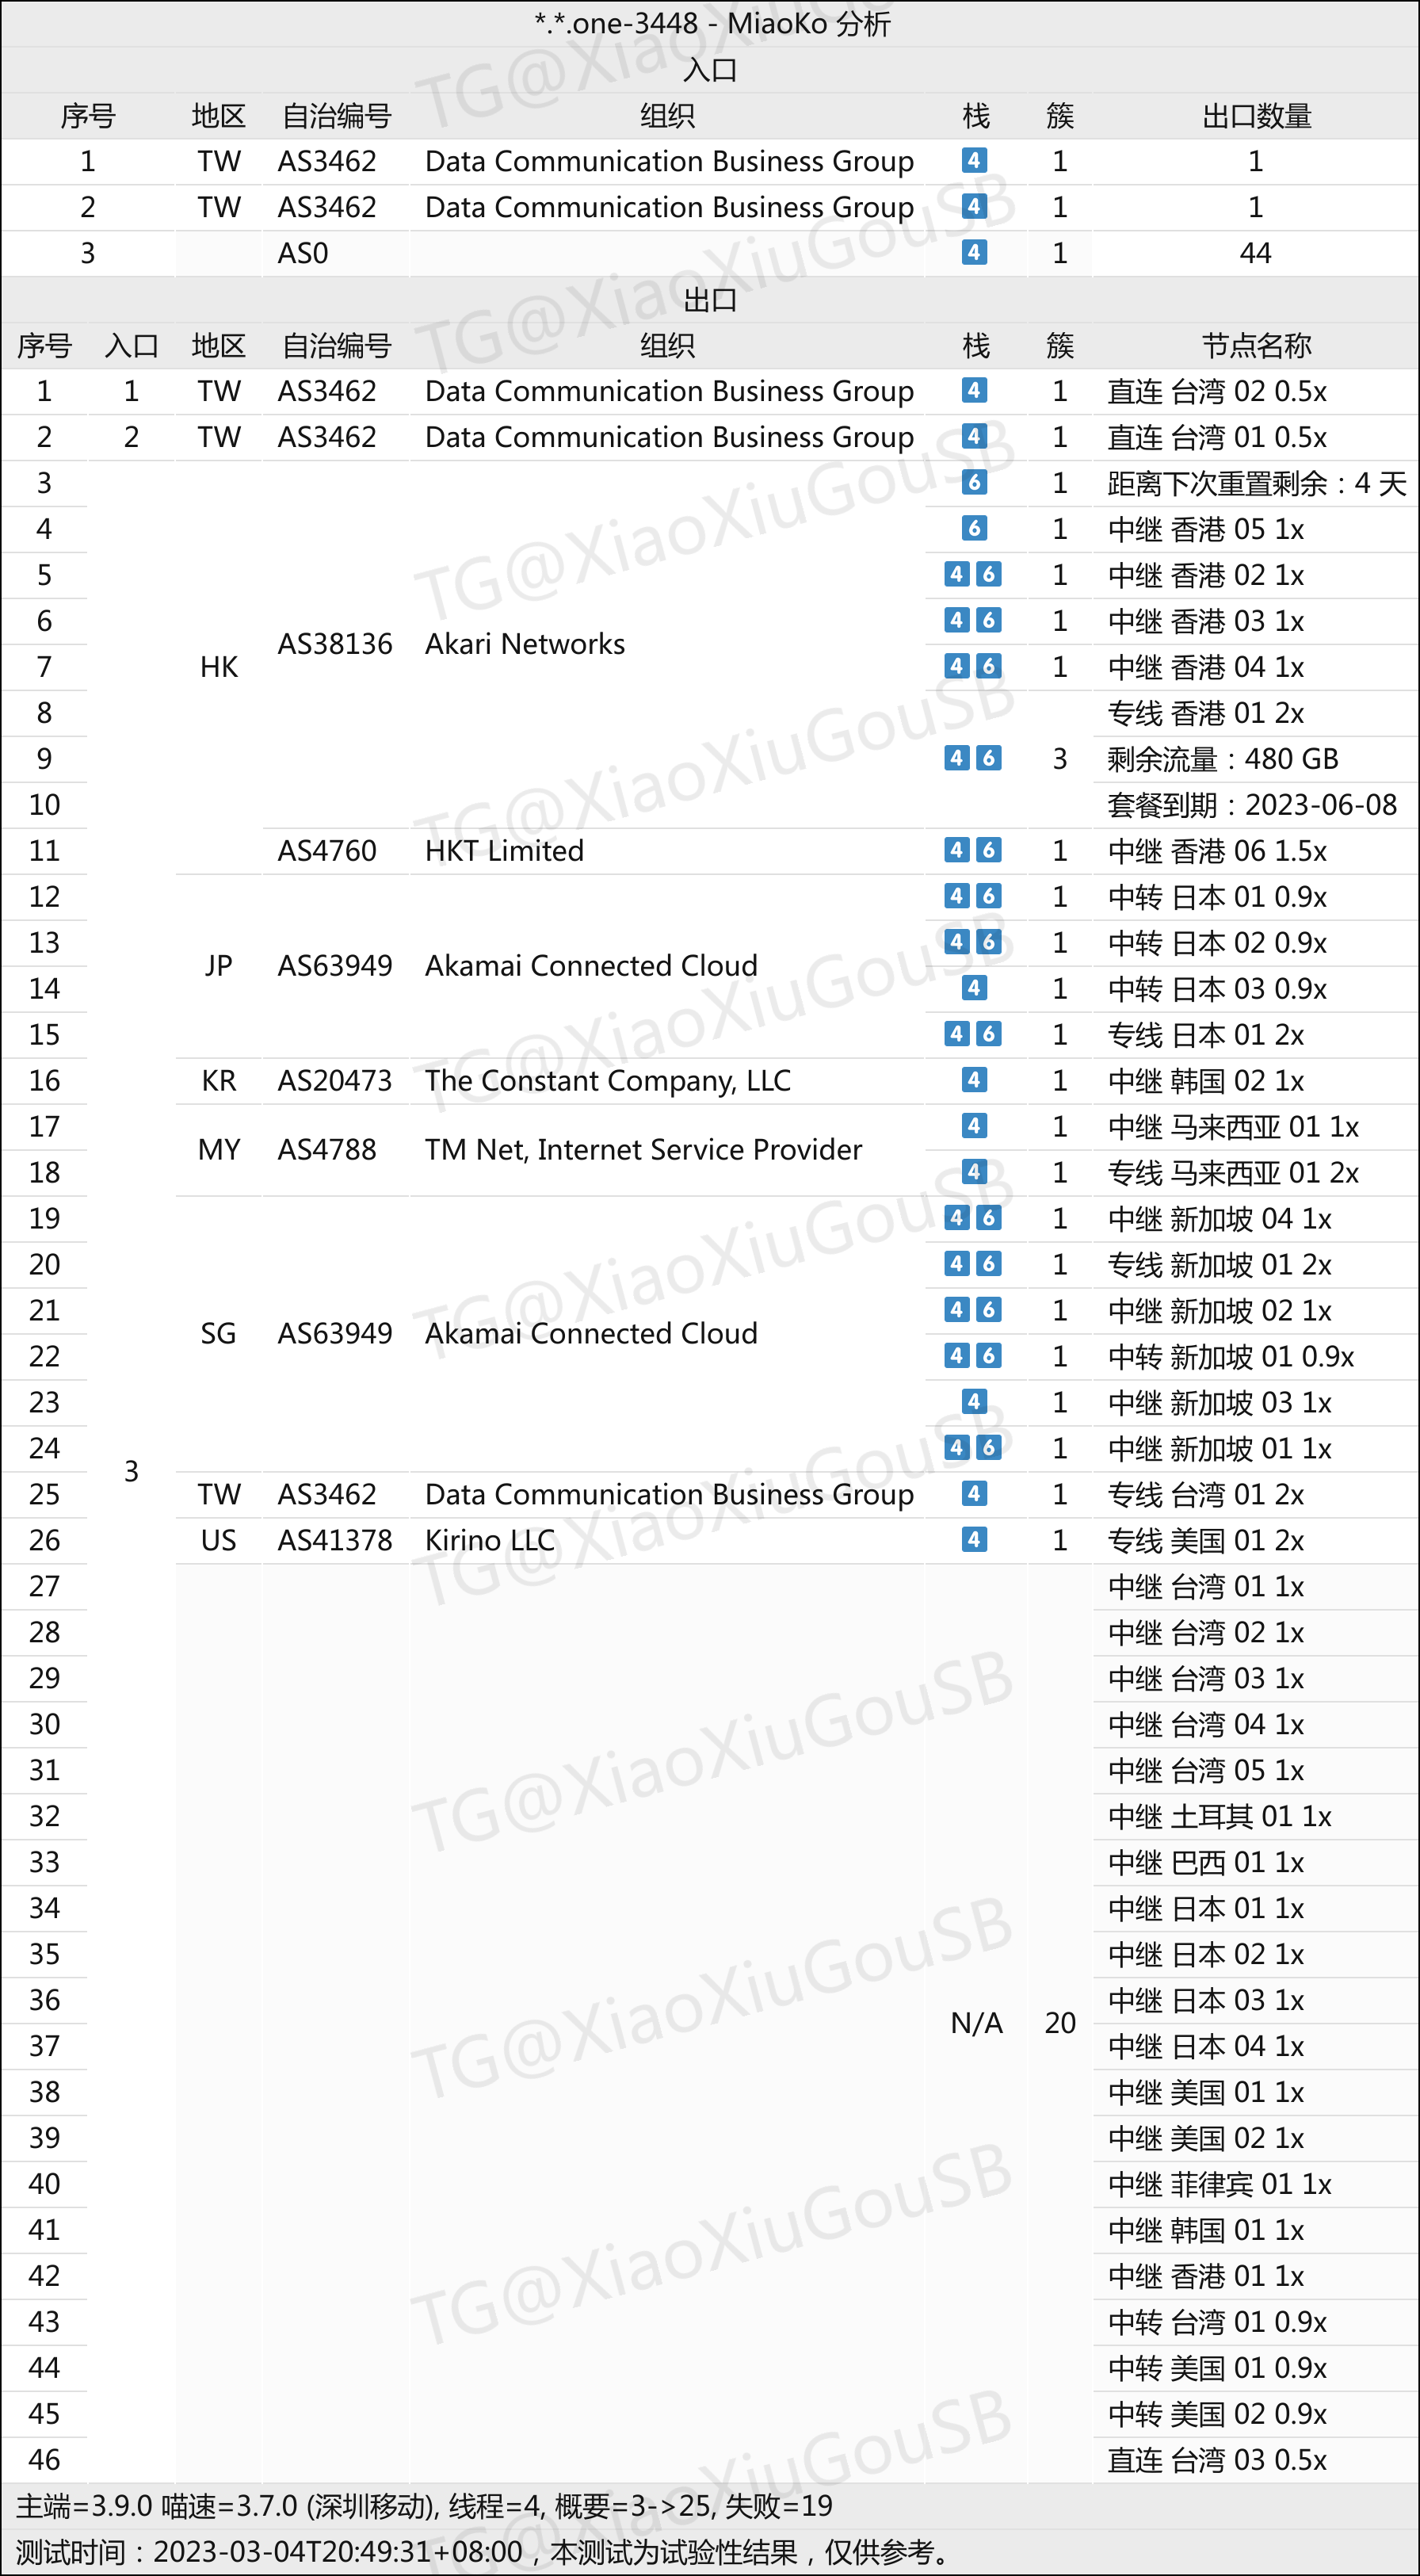 *.*.one-3448 - MiaoKo 分析
入口
序号 地区 自治编号 组织 栈 簇 出口数量
1 TW AS3462 Data Communication Business Group 4 1 1
2 TW AS3462 Data Communication Business Group 4 1 1
3 AS0 4 1 44
出口
序号 入口 地区 自治编号 组织 栈 簇 节点名称
1 1 TW AS3462 Data Communication Business Group 4 1 直连 台湾 02 0.5x
2 2 TW AS3462 Data Communication Business Group 4 1 直连 台湾 01 0.5x
3 6 1 距离下次重置剩余：4 天
4 6 1 中继 香港 05 1x
5 4 6 1 中继 香港 02 1x
6 4 6 1 中继 香港 03 1x
AS38136 Akari Networks
7 HK 4 6 1 中继 香港 04 1x
8 专线 香港 01 2x
9 4 6 3 剩余流量：480 GB
10 套餐到期：2023-06-08
11 AS4760 HKT Limited 4 6 1 中继 香港 06 1.5x
12 4 6 1 中转 日本 01 0.9x
13 4 6 1 中转 日本 02 0.9x
JP AS63949 Akamai Connected Cloud
14 4 1 中转 日本 03 0.9x
15 4 6 1 专线 日本 01 2x
16 KR AS20473 The Constant Company, LLC 4 1 中继 韩国 02 1x
17 4 1 中继 马来西亚 01 1x
MY AS4788 TM Net, Internet Service Provider
18 4 1 专线 马来西亚 01 2x
19 4 6 1 中继 新加坡 04 1x
20 4 6 1 专线 新加坡 01 2x
21 4 6 1 中继 新加坡 02 1x
SG AS63949 Akamai Connected Cloud
22 4 6 1 中转 新加坡 01 0.9x
23 4 1 中继 新加坡 03 1x
24 4 6 1 中继 新加坡 01 1x
3
25 TW AS3462 Data Communication Business Group 4 1 专线 台湾 01 2x
26 US AS41378 Kirino LLC 4 1 专线 美国 01 2x
27 中继 台湾 01 1x
28 中继 台湾 02 1x
29 中继 台湾 03 1x
30 中继 台湾 04 1x
31 中继 台湾 05 1x
32 中继 土耳其 01 1x
33 中继 巴西 01 1x
34 中继 日本 01 1x
35 中继 日本 02 1x
36 中继 日本 03 1x
N/A 20
37 中继 日本 04 1x
38 中继 美国 01 1x
39 中继 美国 02 1x
40 中继 菲律宾 01 1x
41 中继 韩国 01 1x
42 中继 香港 01 1x
43 中转 台湾 01 0.9x
44 中转 美国 01 0.9x
45 中转 美国 02 0.9x
46 直连 台湾 03 0.5x
主端=3.9.0 喵速=3.7.0 (深圳移动), 线程=4, 概要=3->25, 失败=19
测试时间：2023-03-04T20:49:31+08:00，本测试为试验性结果，仅供参考。
TG@XiaoXiuGouSB
TG@XiaoXiuGouSB
TG@XiaoXiuGouSB
TG@XiaoXiuGouSB
TG@XiaoXiuGouSB
TG@XiaoXiuGouSB
TG@XiaoXiuGouSB
TG@XiaoXiuGouSB
TG@XiaoXiuGouSB
TG@XiaoXiuGouSB
TG@XiaoXiuGouSB